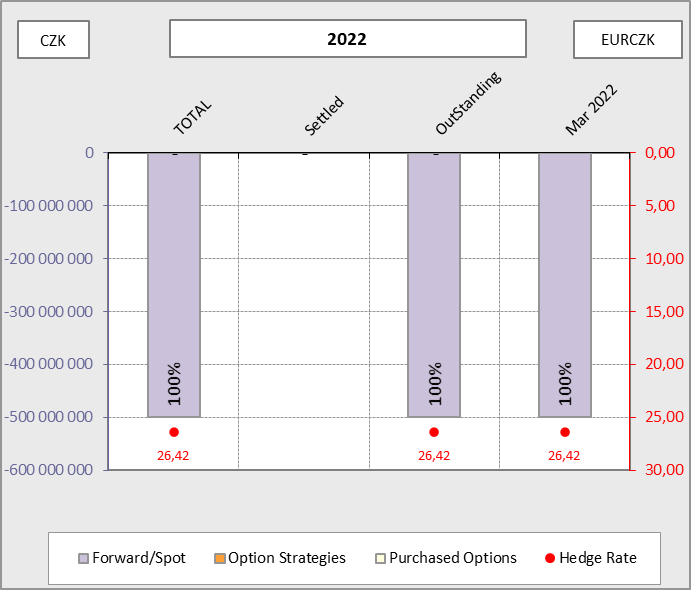 CZK
2022
EURCZK
TOTAL
Settled
OutStanding
Mar 2022
0
-100 000 000
-200 000 000
-300 000 000
-400 000 000
-500 000 000
-600 000 000
0,00
5,00
10,00
15,00
20,00
25,00
30,00
100%
100%
100%
26,42
26,42
26,42
Forward/Spot
Option Strategies
Purchased Options
Hedge Rate